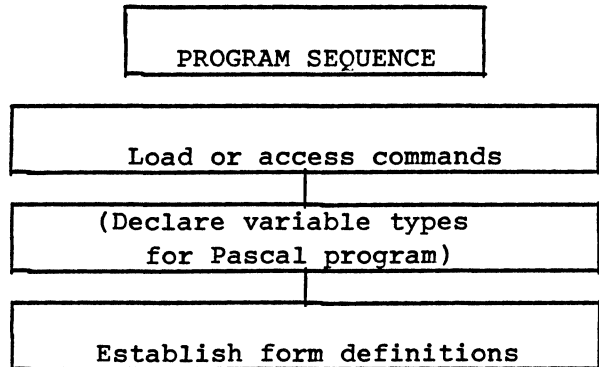 PROGRAM SEQUENCE
Load or access commands
(Declare variable types
for Pascal program)
Establish form definitions